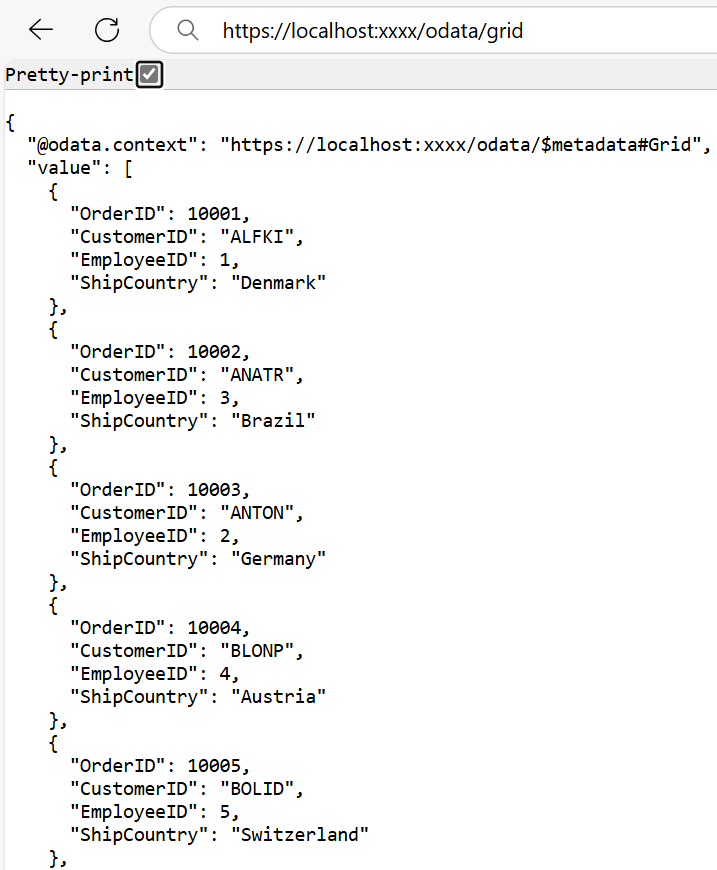 https://localhost:xxxx/odata/grid
Pretty-print
{
  "@odata.context": "https://localhost:xxxx/odata/$metadata#Grid",
  "value": [
    {
      "OrderID": 10001,
      "CustomerID": "ALFKI",
      "EmployeeID": 1,
      "ShipCountry": "Denmark"
    },
    {
      "OrderID": 10002,
      "CustomerID": "ANATR",
      "EmployeeID": 3,
      "ShipCountry": "Brazil"
    },
    {
      "OrderID": 10003,
      "CustomerID": "ANTON",
      "EmployeeID": 2,
      "ShipCountry": "Germany"
    },
    {
      "OrderID": 10004,
      "CustomerID": "BLONP",
      "EmployeeID": 4,
      "ShipCountry": "Austria"
    },
    {
      "OrderID": 10005,
      "CustomerID": "BOLID",
      "EmployeeID": 5,
      "ShipCountry": "Switzerland"
    },